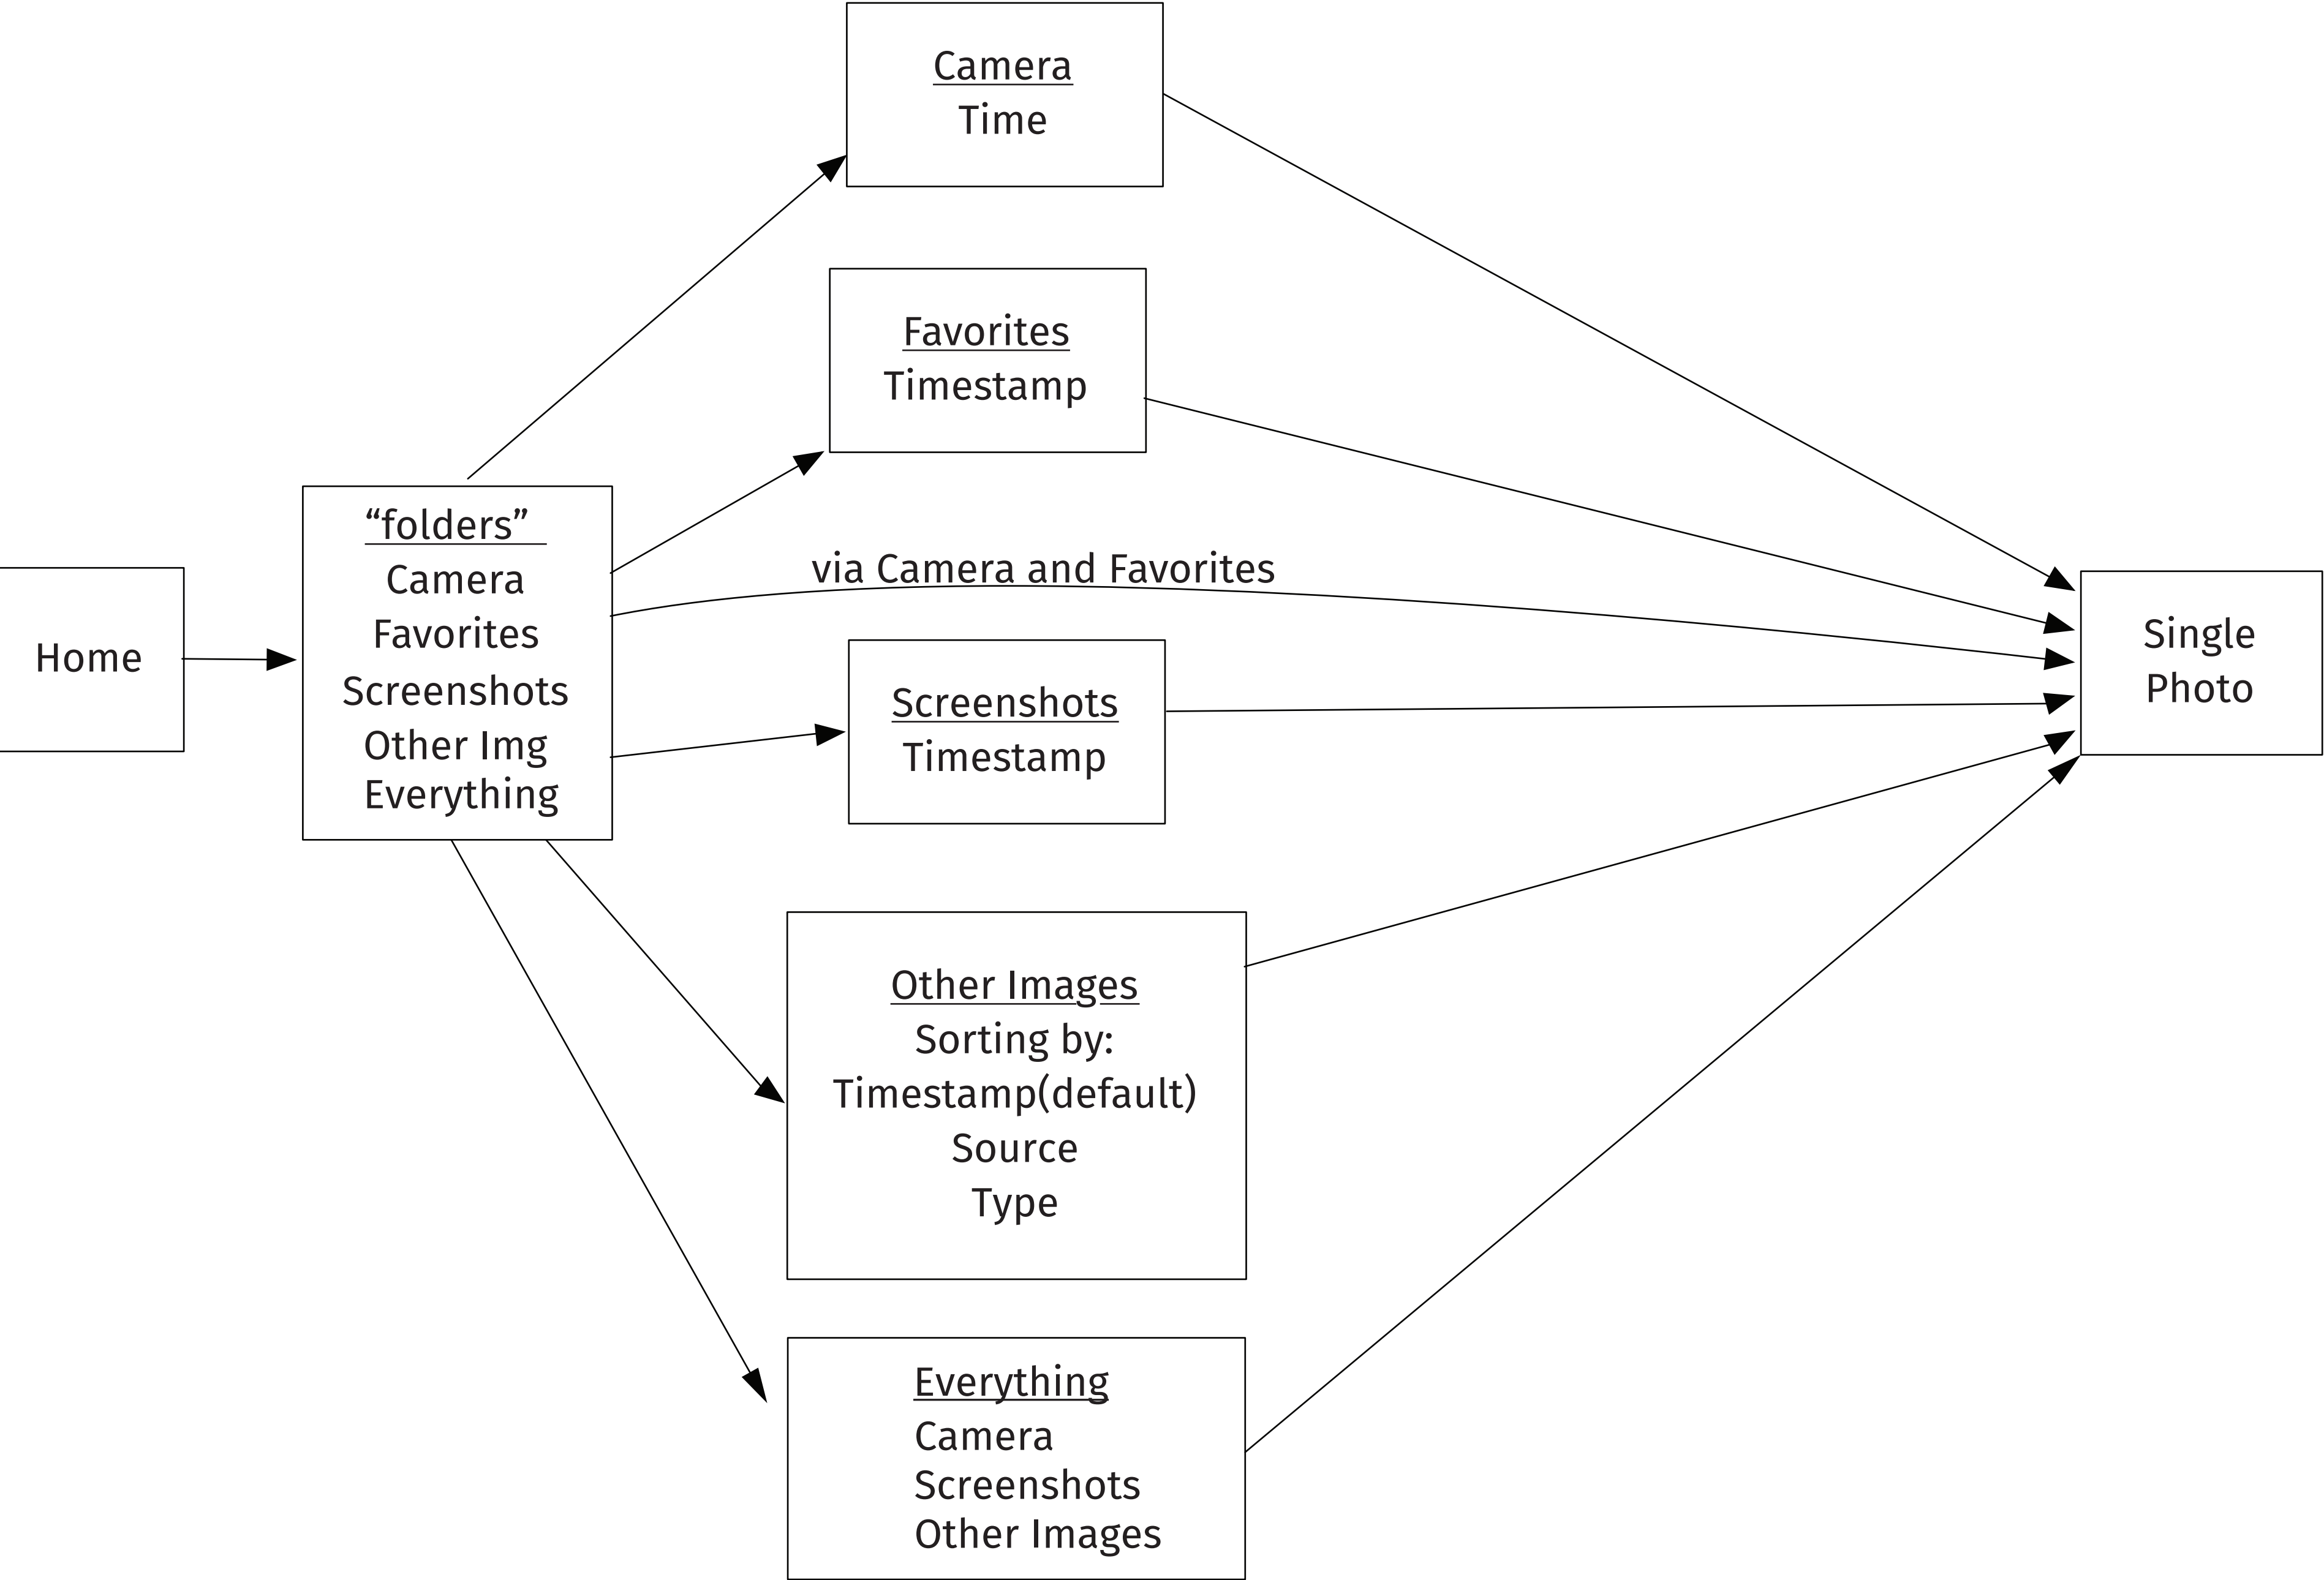 Camera
Time
Favorites
Timestamp
via Camera and Favorites
“folders”
Camera
Favorites
Screenshots
Other Img
Everything
Home
Single
Photo
Screenshots
Timestamp
Other Images
Sorting by:
Timestamp(default)
Source
Type
Everything
Camera
Screenshots
Other Images